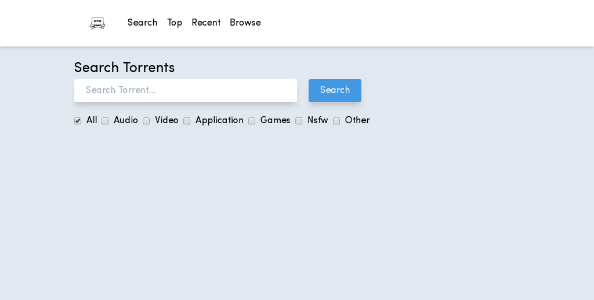 Search Top Recent Browse
Search Torrents
Search Torrent...
Search
All Audio Video Application Games Nsfw Other